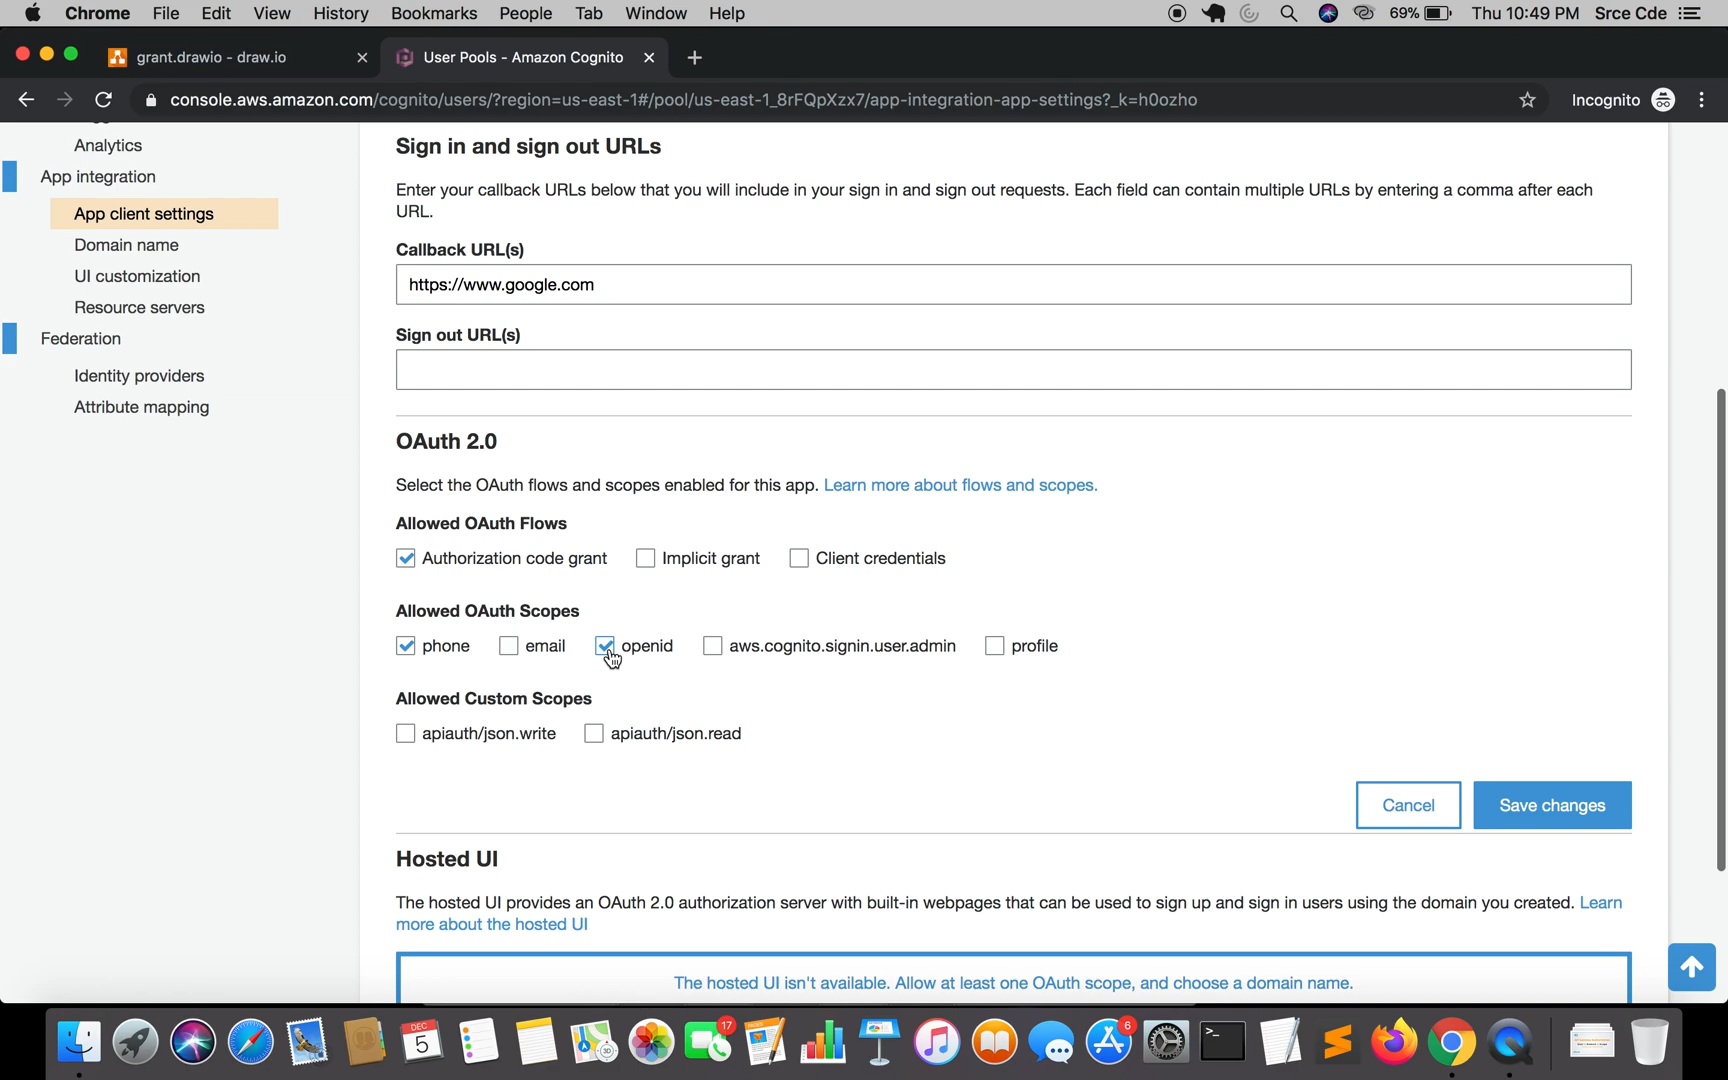 Chrome File Edit View History Bookmarks People Tab Window Help 69% Thu 10:49 PM Srce Cde
grant.drawio - draw.io User Pools - Amazon Cognito
console.aws.amazon.com/cognito/users/?region=us-east-1#/pool/us-east-1_8rFQpXzx7/app-integration-app-settings?_k=h0ozho Incognito
Analytics
App integration
App client settings
Domain name
UI customization
Resource servers
Federation
Identity providers
Attribute mapping
Sign in and sign out URLs
Enter your callback URLs below that you will include in your sign in and sign out requests. Each field can contain multiple URLs by entering a comma after each
URL.
Callback URL(s)
https://www.google.com
Sign out URL(s)
OAuth 2.0
Select the OAuth flows and scopes enabled for this app. Learn more about flows and scopes.
Allowed OAuth Flows
Authorization code grant Implicit grant Client credentials
Allowed OAuth Scopes
phone email openid aws.cognito.signin.user.admin profile
Allowed Custom Scopes
apiauth/json.write apiauth/json.read
Cancel Save changes
Hosted UI
The hosted UI provides an OAuth 2.0 authorization server with built-in webpages that can be used to sign up and sign in users using the domain you created. Learn
more about the hosted UI
The hosted UI isn't available. Allow at least one OAuth scope, and choose a domain name.
DEC
5
17
6